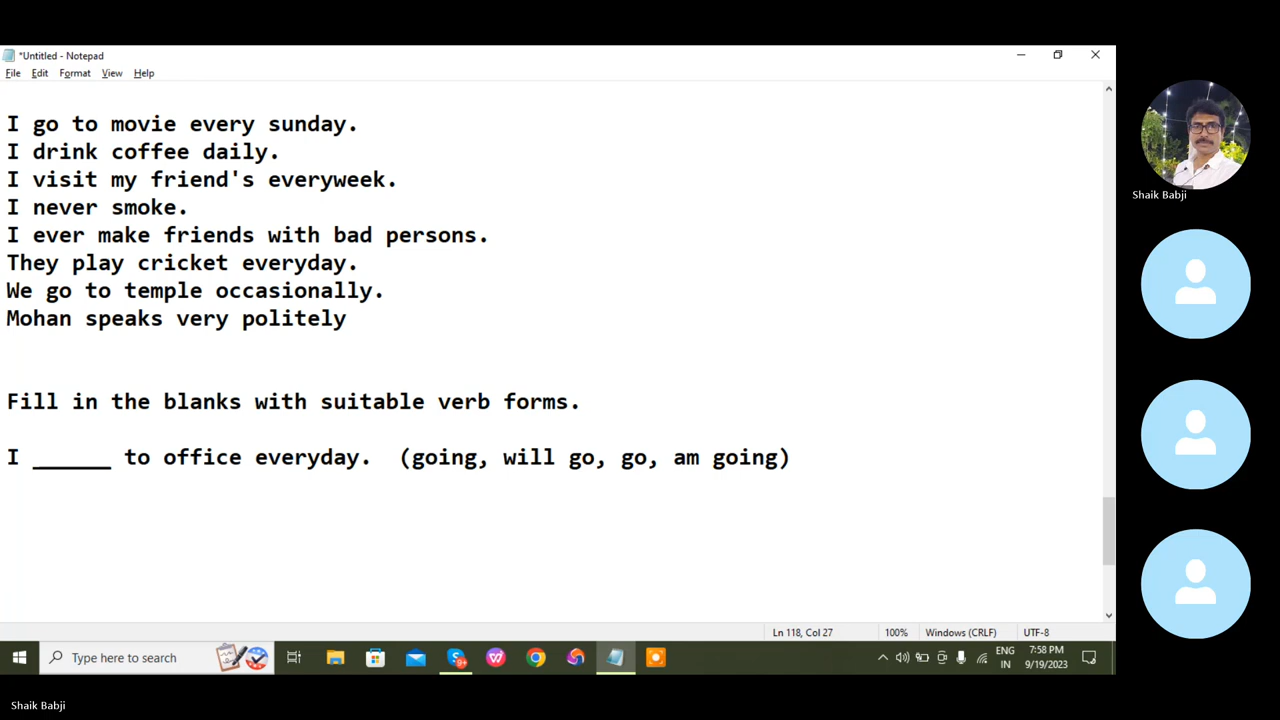 *Untitled - Notepad
File Edit Format View Help
I go to movie every sunday.
I drink coffee daily.
I visit my friend's everyweek.
I never smoke.
I ever make friends with bad persons.
They play cricket everyday.
We go to temple occasionally.
Mohan speaks very politely
Fill in the blanks with suitable verb forms.
I ______ to office everyday. (going, will go, go, am going)
Shaik Babji
Ln 118, Col 27 100% Windows (CRLF) UTF-8
Type here to search
ENG
IN
7:58 PM
9/19/2023
Shaik Babji